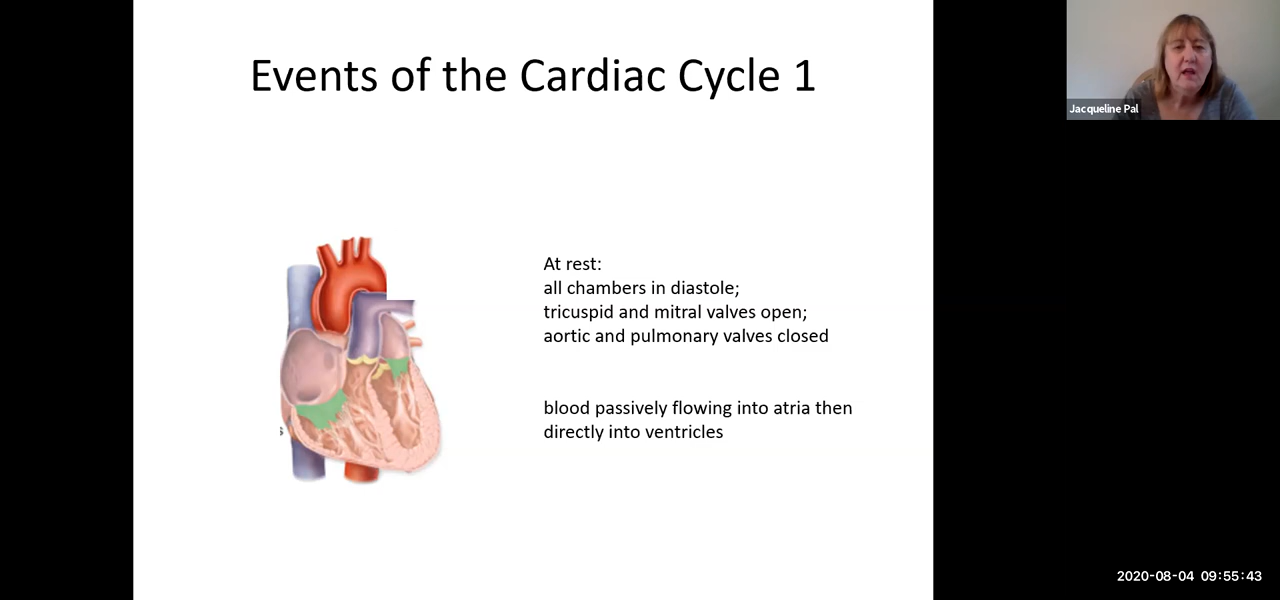 Events of the Cardiac Cycle 1
Jacqueline Pal
At rest:
all chambers in diastole;
tricuspid and mitral valves open;
aortic and pulmonary valves closed
blood passively flowing into atria then
directly into ventricles
s
2020-08-04 09:55:43